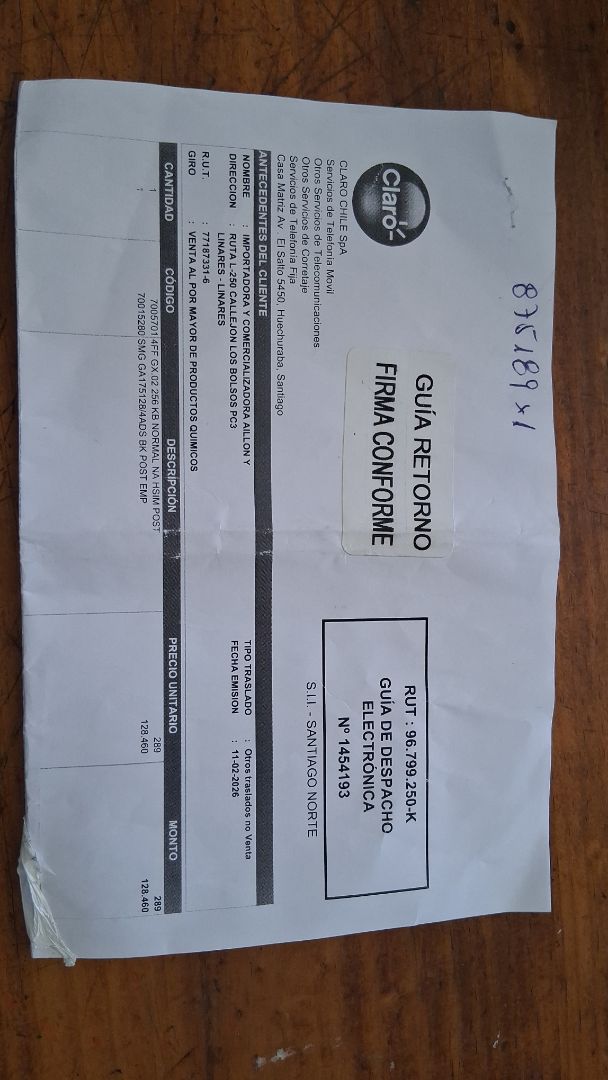 875189x1
Claro
CLARO CHILE SpA
Servicios de Telefonía Movil
Otros Servicios de Telecomunicaciones
Otros Servicios de Corretaje
Servicios de Telefonía Fija
Casa Matriz Av. El Salto 5450, Huechuraba, Santiago
GUÍA RETORNO
FIRMA CONFORME
RUT : 96.799.250-K
GUÍA DE DESPACHO
ELECTRÓNICA
N° 1454193
S.I.I. - SANTIAGO NORTE
ANTECEDENTES DEL CLIENTE
NOMBRE : IMPORTADORA Y COMERCIALIZADORA AILLON Y TIPO TRASLADO : Otros traslados no Venta
DIRECCION : RUTA L-250 CALLEJON LOS BOLSOS PC3 FECHA EMISION : 11-02-2026
LINARES - LINARES
R.U.T. : 77187331-6
GIRO : VENTA AL POR MAYOR DE PRODUCTOS QUIMICOS
CANTIDAD CÓDIGO DESCRIPCIÓN PRECIO UNITARIO MONTO
1 7005701 4FF GX.02 256 KB NORMAL NA HSIM POST 289 289
1 70015280 SMG GA175128/4ADS BK POST EMP 128.460 128.460